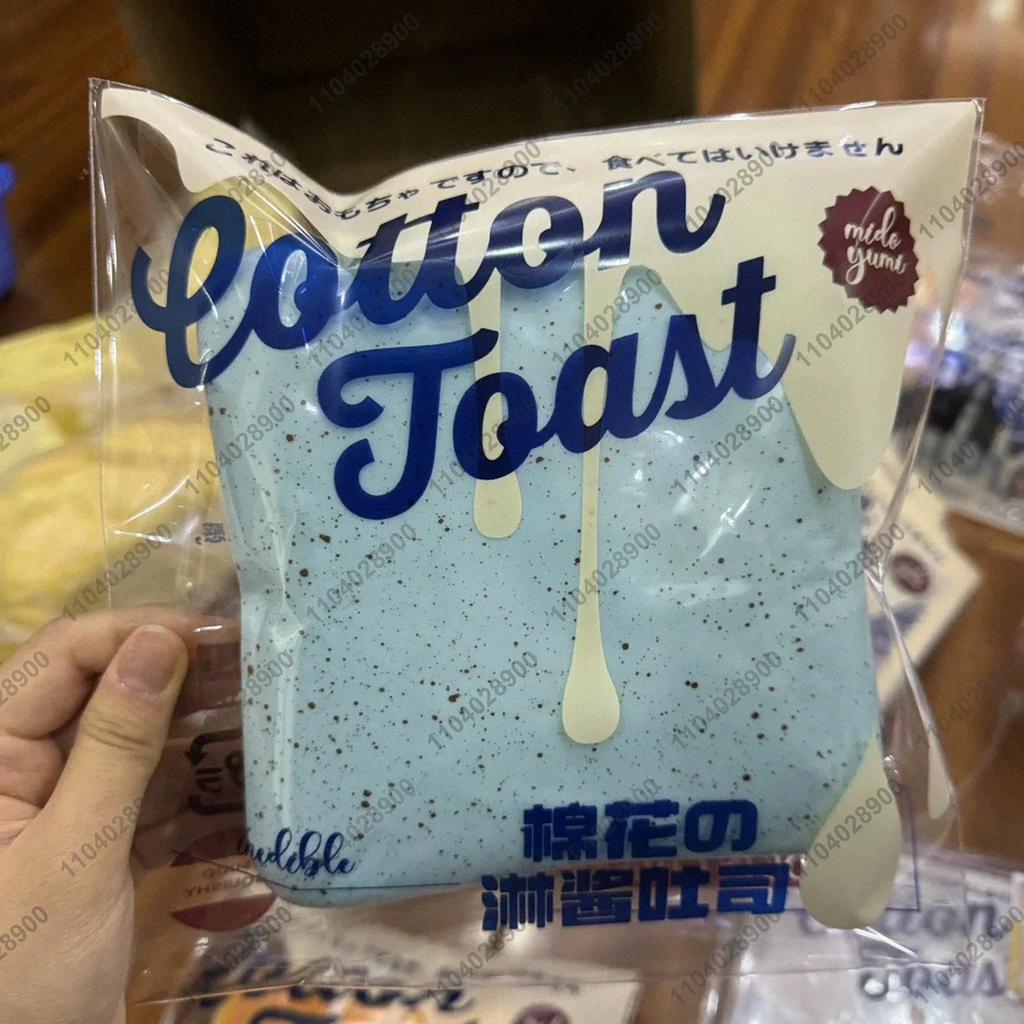 これはおもちゃですので、食べてはいけません
Cotton
Toast
mido
yumi
棉花の
淋酱吐司
1104028900